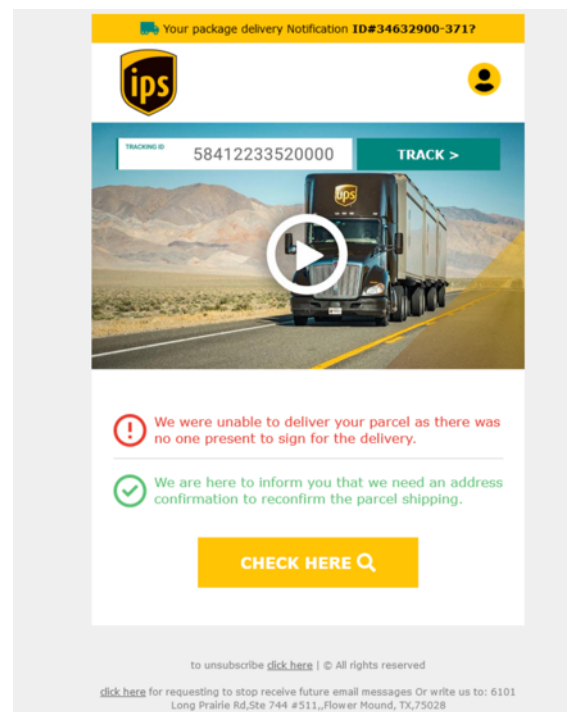 Your package delivery Notification ID#34632900-371?
ips
TRACKING ID
58412233520000
TRACK >
ups
We were unable to deliver your parcel as there was
no one present to sign for the delivery.
We are here to inform you that we need an address
confirmation to reconfirm the parcel shipping.
CHECK HERE
to unsubscribe click here | © All rights reserved
click here for requesting to stop receive future email messages Or write us to: 6101
Long Prairie Rd,Ste 744 #511,,Flower Mound, TX,75028